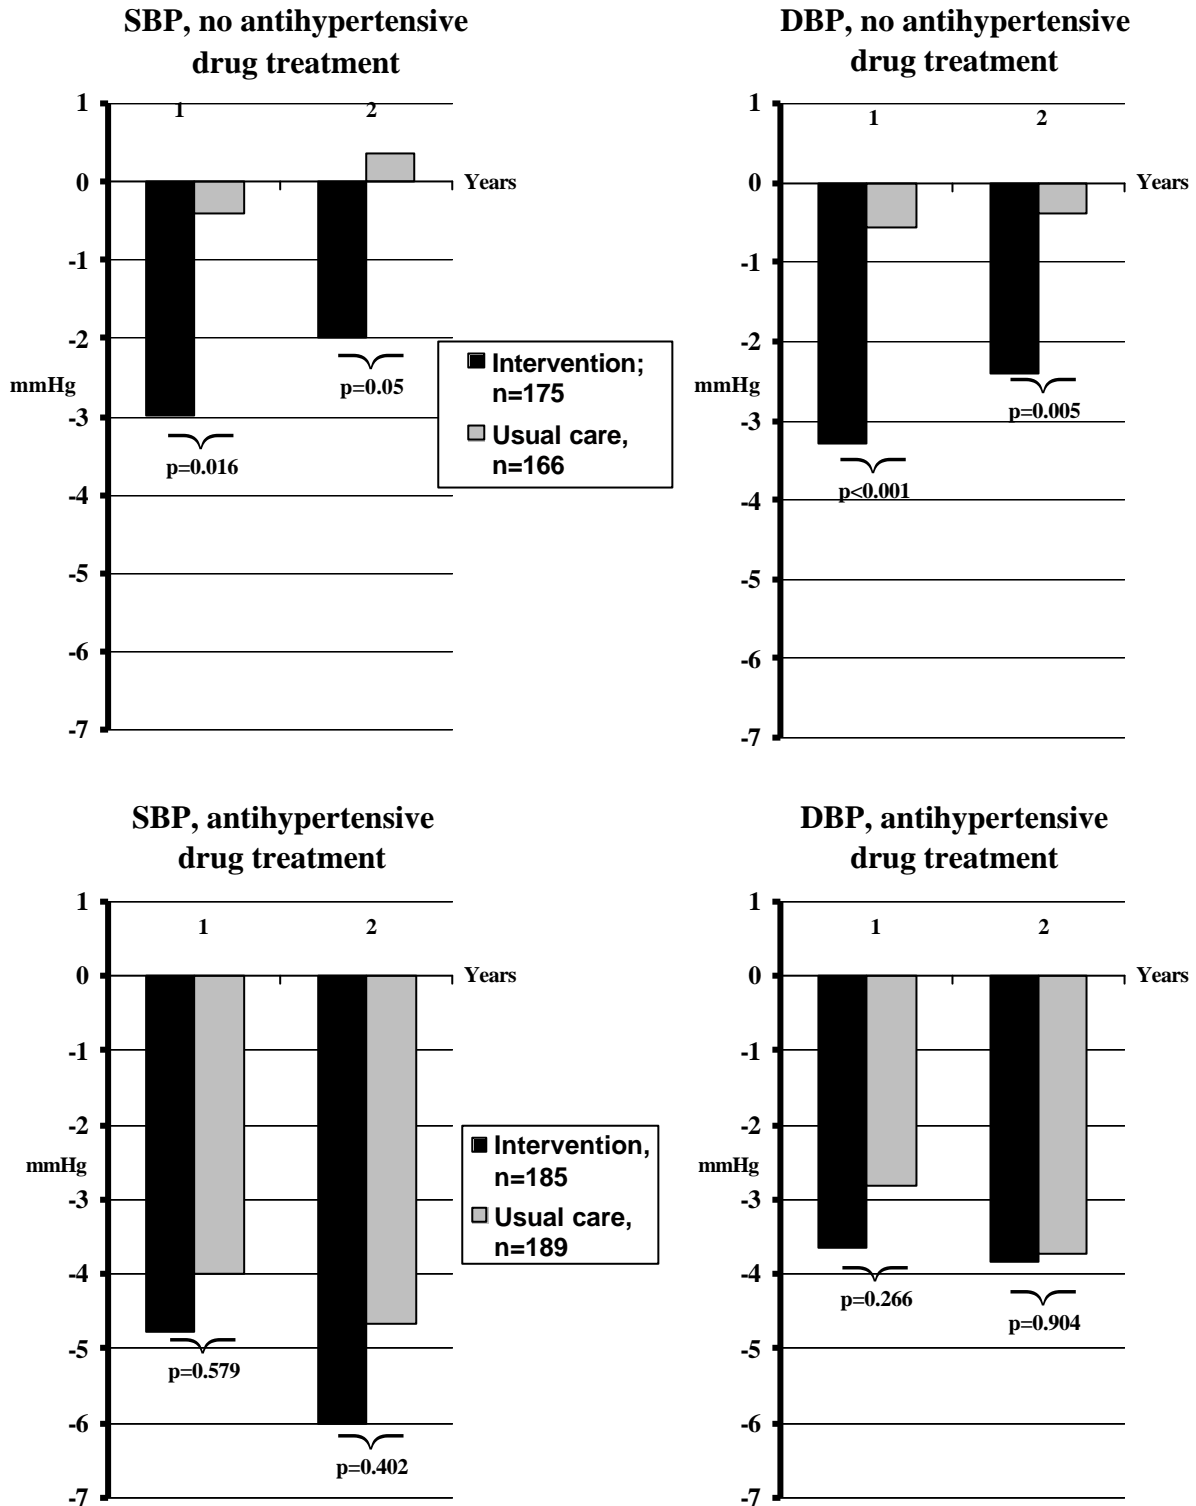 SBP, no antihypertensive
drug treatment
1
0
-1
-2
-3
-4
-5
-6
-7
mmHg
1
2
Years
p=0.016
p=0.05
Intervention;
n=175
Usual care,
n=166
DBP, no antihypertensive
drug treatment
1
0
-1
-2
-3
-4
-5
-6
-7
mmHg
1
2
Years
p<0.001
p=0.005
SBP, antihypertensive
drug treatment
1
0
-1
-2
-3
-4
-5
-6
-7
mmHg
1
2
Years
p=0.579
p=0.402
Intervention,
n=185
Usual care,
n=189
DBP, antihypertensive
drug treatment
1
0
-1
-2
-3
-4
-5
-6
-7
mmHg
1
2
Years
p=0.266
p=0.904